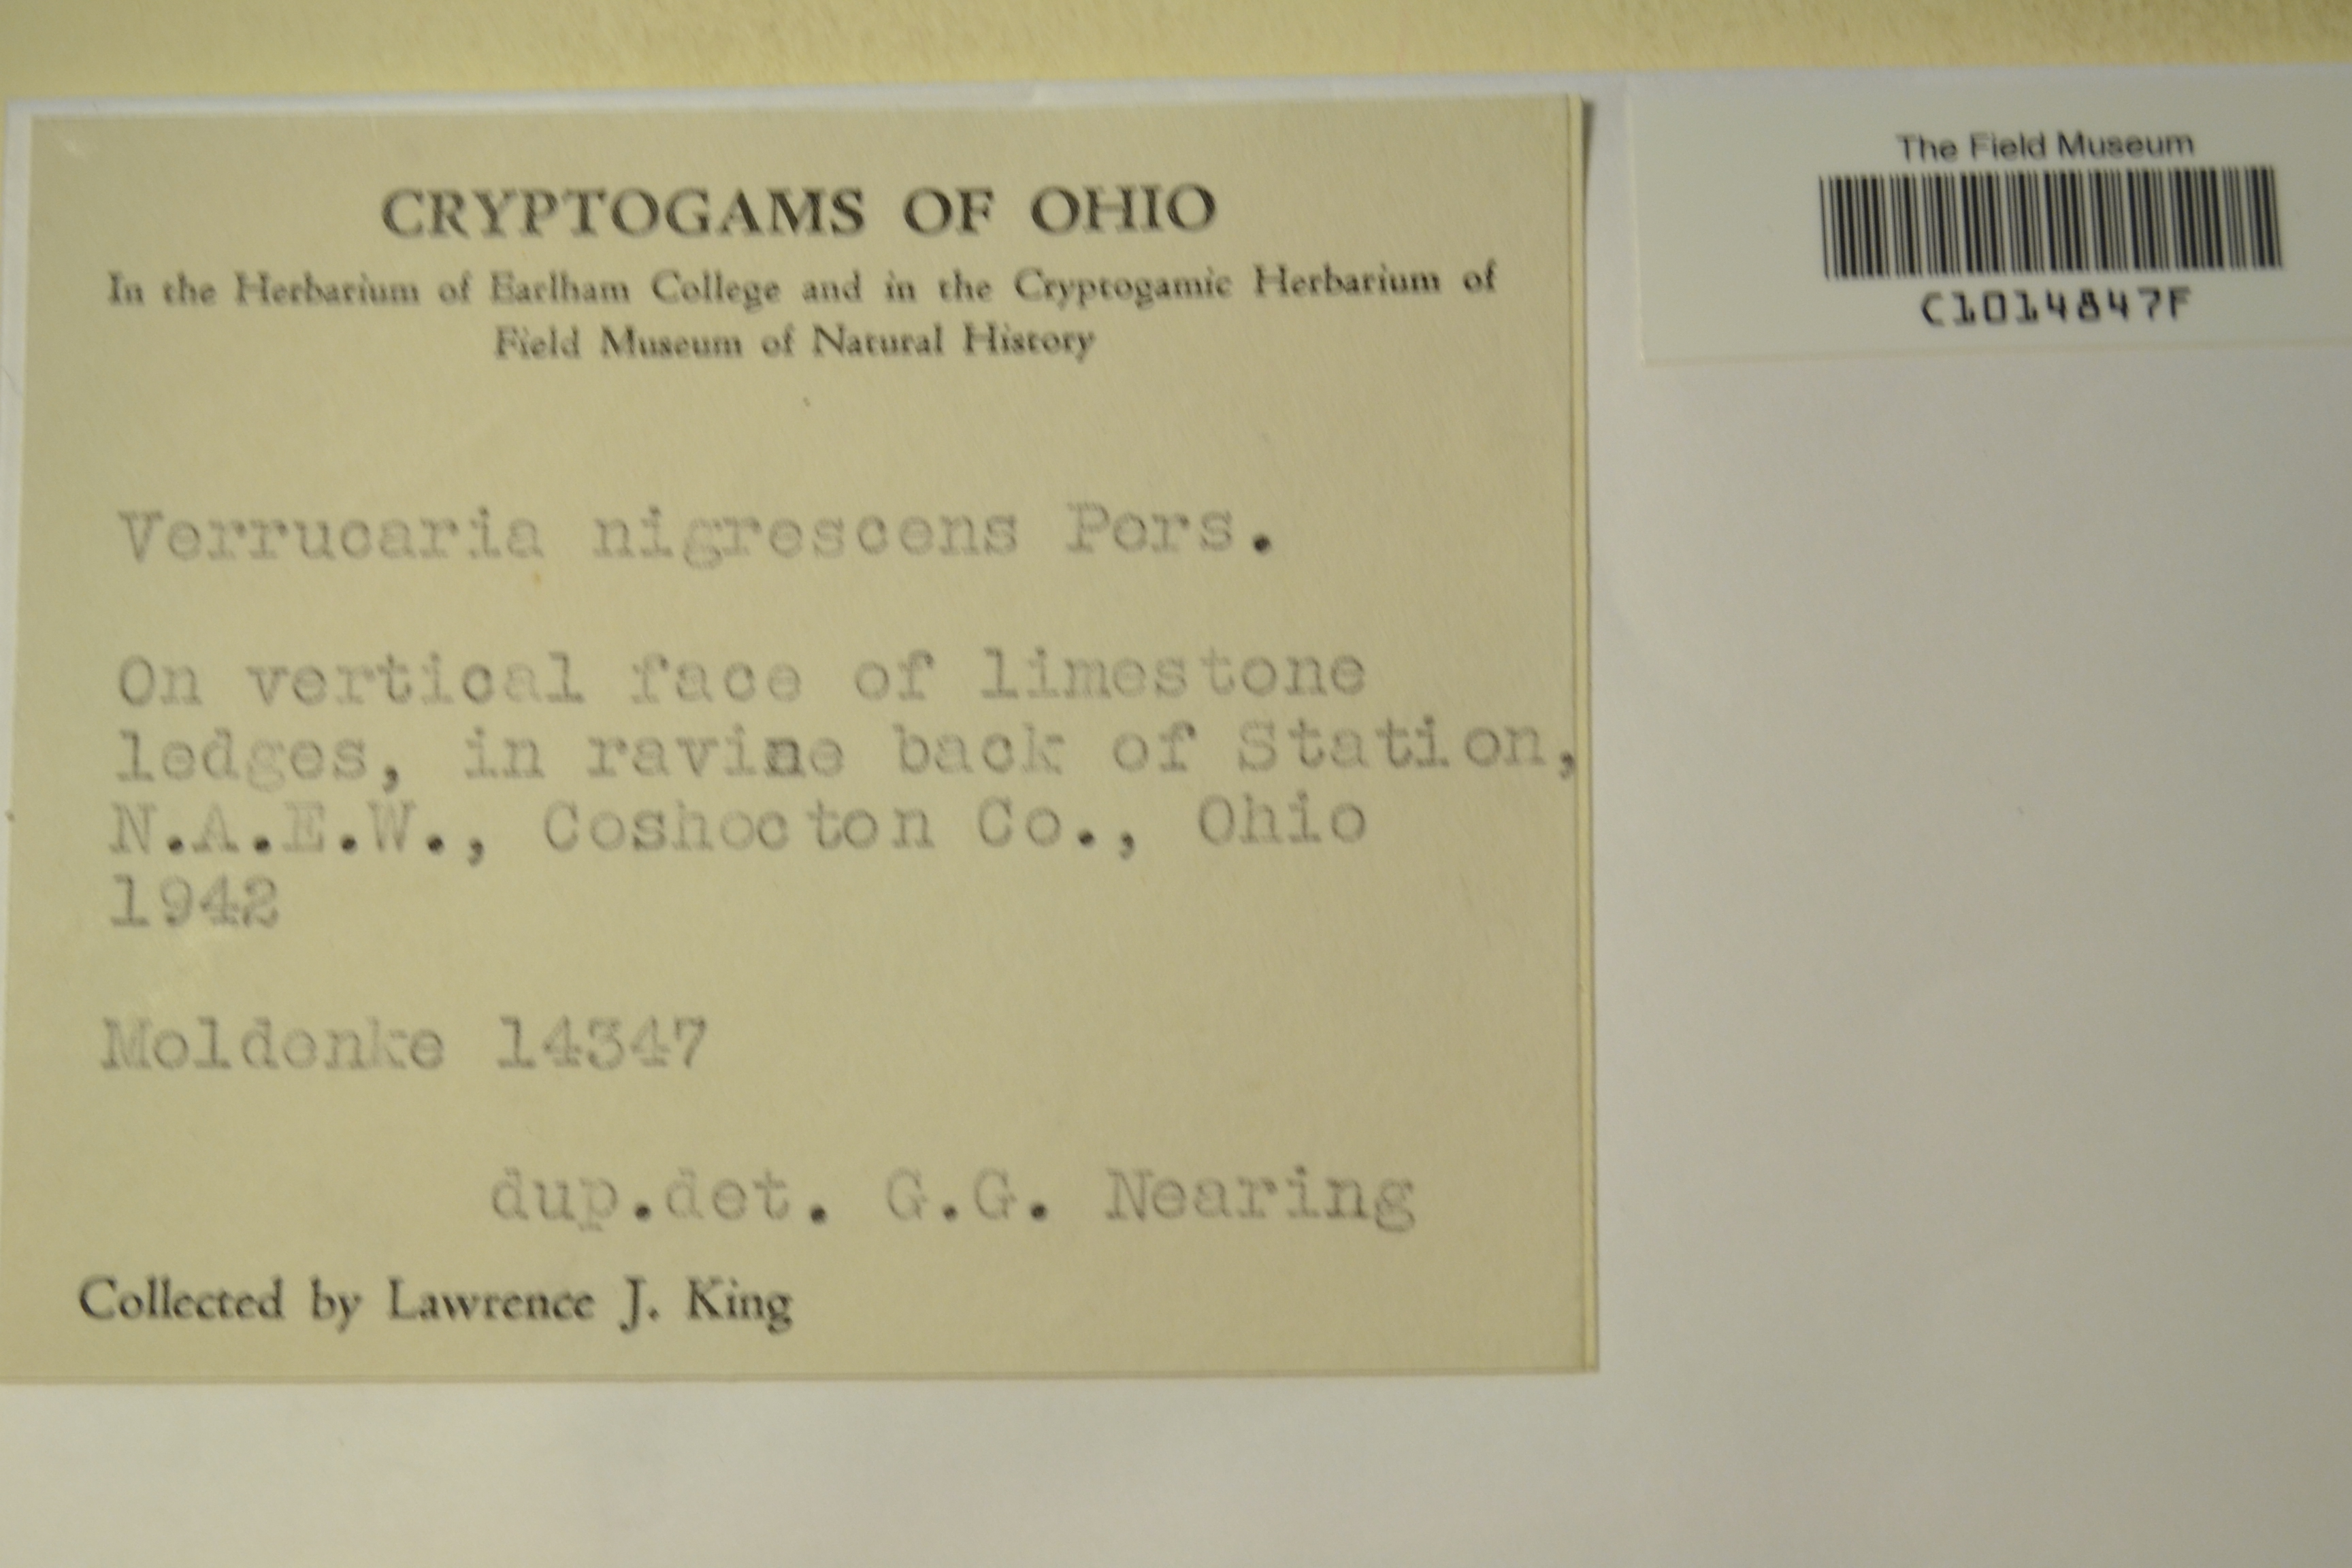 CRYPTOGAMS OF OHIO
In the Herbarium of Earlham College and in the Cryptogamic Herbarium of
Field Museum of Natural History
Verrucaria nigrescens Pers.
On vertical face of limestone
ledges, in ravine back of Station,
N.A.E.W., Coshocton Co., Ohio
1942
Moldenke 14347
dup.det. G.G. Nearing
Collected by Lawrence J. King
The Field Museum
C1014847F